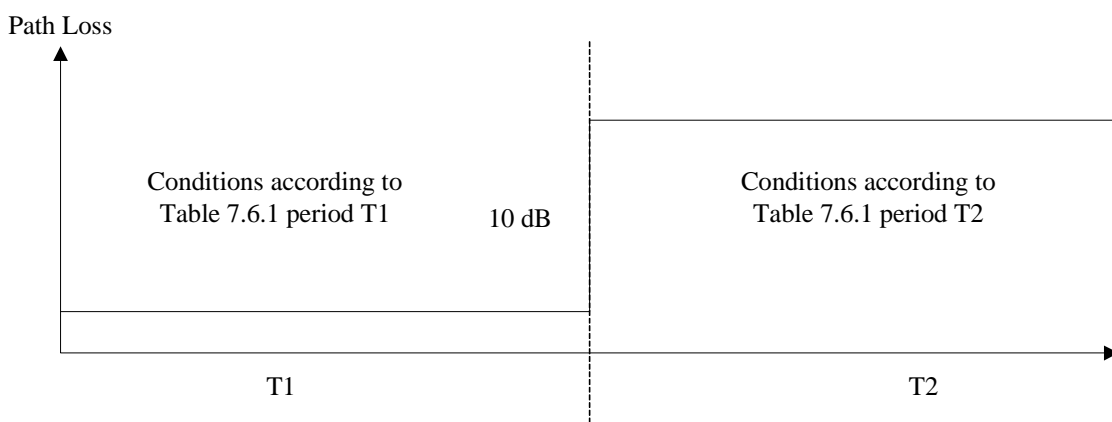 Path Loss
Conditions according to
Table 7.6.1 period T1
10 dB
Conditions according to
Table 7.6.1 period T2
T1
T2